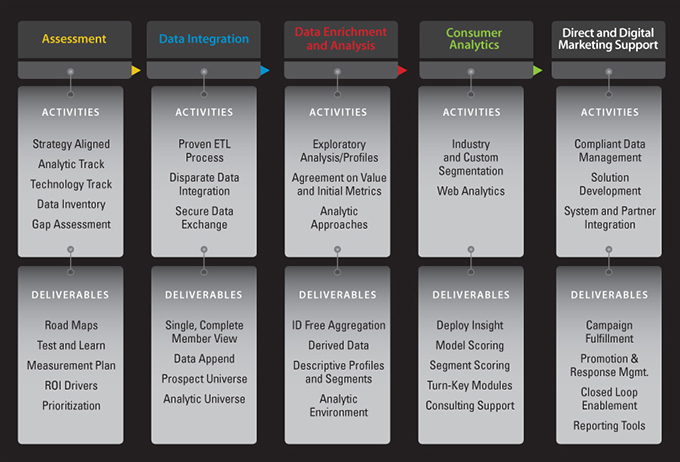 Assessment
Data Integration
Data Enrichment
and Analysis
Consumer
Analytics
Direct and Digital
Marketing Support
ACTIVITIES
Strategy Aligned
Analytic Track
Technology Track
Data Inventory
Gap Assessment
ACTIVITIES
Proven ETL
Process
Disparate Data
Integration
Secure Data
Exchange
ACTIVITIES
Exploratory
Analysis/Profiles
Agreement on Value
and Initial Metrics
Analytic
Approaches
ACTIVITIES
Industry
and Custom
Segmentation
Web Analytics
ACTIVITIES
Compliant Data
Management
Solution
Development
System and Partner
Integration
DELIVERABLES
Road Maps
Test and Learn
Measurement Plan
ROI Drivers
Prioritization
DELIVERABLES
Single, Complete
Member View
Data Append
Prospect Universe
Analytic Universe
DELIVERABLES
ID Free Aggregation
Derived Data
Descriptive Profiles
and Segments
Analytic
Environment
DELIVERABLES
Deploy Insight
Model Scoring
Segment Scoring
Turn-Key Modules
Consulting Support
DELIVERABLES
Campaign
Fulfillment
Promotion &
Response Mgmt.
Closed Loop
Enablement
Reporting Tools